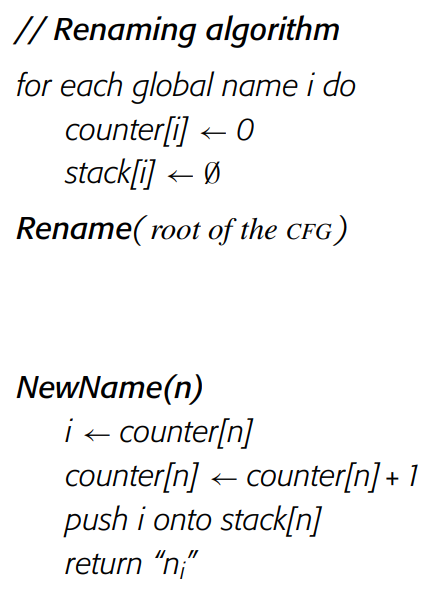 // Renaming algorithm
for each global name i do
counter[i] ← 0
stack[i] ← ∅
Rename( root of the CFG )
NewName(n)
i ← counter[n]
counter[n] ← counter[n] + 1
push i onto stack[n]
return “nᵢ”